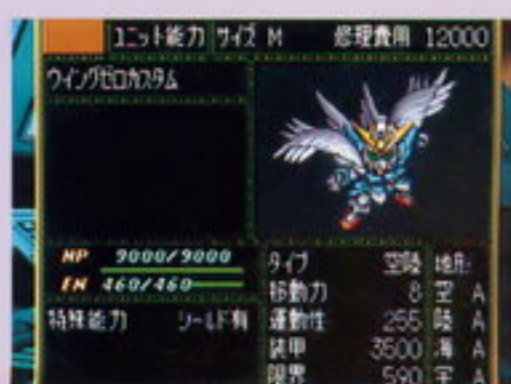 ユニット能力 サイズ M 修理費用 12000
ウイングゼロカスタム
HP 9000/9000
EN 460/460
特殊能力 シールド有
タイプ 空陸 地形
移動力 8 空 A
運動性 255 陸 A
装甲 3500 海 A
限界 590 宇 A